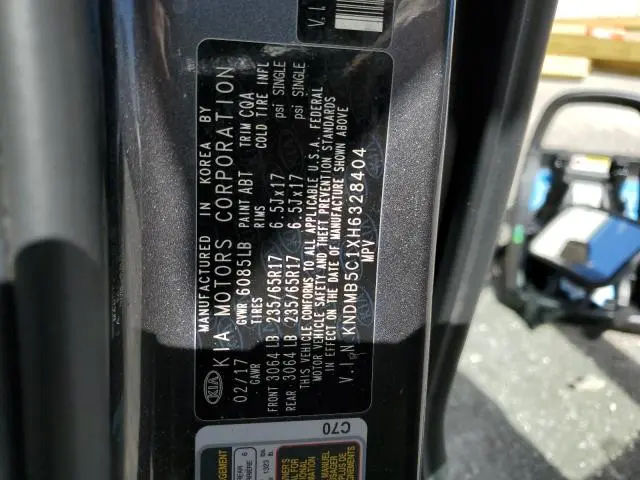 MANUFACTURED IN KOREA BY
KIA MOTORS CORPORATION
02/17 GVWR 6085LB PAINT ABT TRIM CQA
GAWR TIRES RIMS COLD TIRE INFL
FRONT 3064 LB 235/65R17 6.5Jx17 psi SINGLE
REAR 3064 LB 235/65R17 6.5Jx17 psi SINGLE
THIS VEHICLE CONFORMS TO ALL APPLICABLE U.S.A. FEDERAL
MOTOR VEHICLE SAFETY AND THEFT PREVENTION STANDARDS
IN EFFECT ON THE DATE OF MANUFACTURE SHOWN ABOVE
V.I.N KNDMB5C1XH6328404
MPV
KIA
V.I
C70